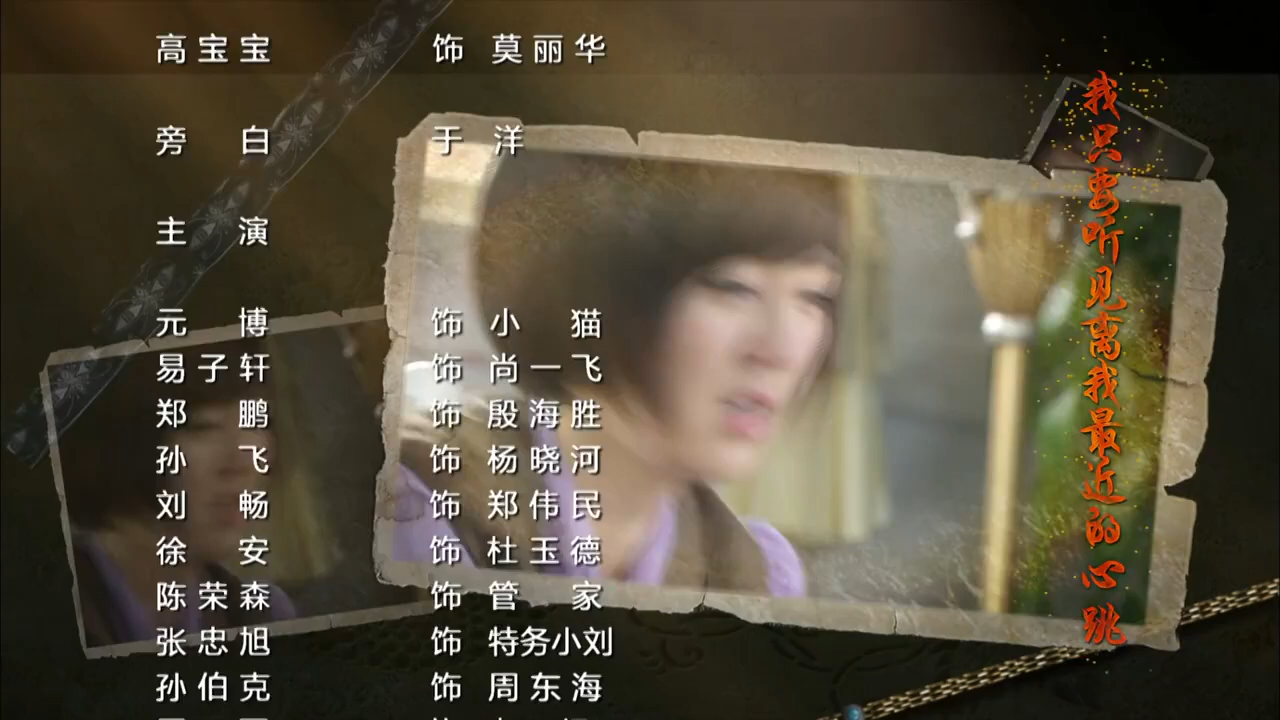 高宝宝 饰 莫丽华
旁白 于洋
主演
元博 饰 小猫
易子轩 饰 尚一飞
郑鹏 饰 殷海胜
孙飞 饰 杨晓河
刘畅 饰 郑伟民
徐安 饰 杜玉德
陈荣森 饰 管家
张忠旭 饰 特务小刘
孙伯克 饰 周东海
我只要听见离我最近的心跳